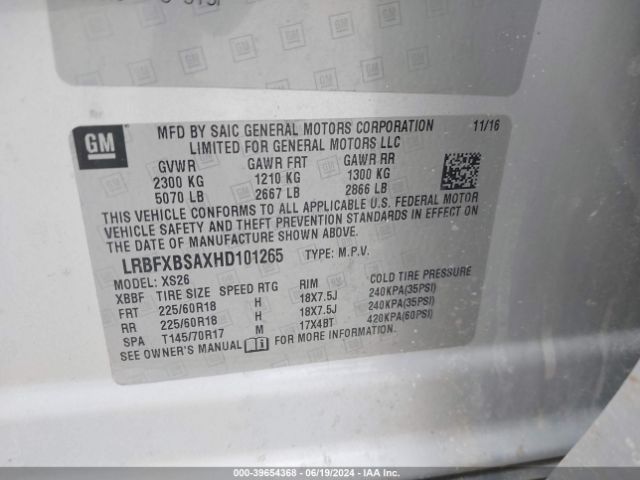 GM
MFD BY SAIC GENERAL MOTORS CORPORATION 11/16
LIMITED FOR GENERAL MOTORS LLC
GVWR GAWR FRT GAWR RR
2300 KG 1210 KG 1300 KG
5070 LB 2667 LB 2866 LB
THIS VEHICLE CONFORMS TO ALL APPLICABLE U.S. FEDERAL MOTOR
VEHICLE SAFETY AND THEFT PREVENTION STANDARDS IN EFFECT ON
THE DATE OF MANUFACTURE SHOWN ABOVE.
LRBFXBSAXHD101265 TYPE: M.P.V.
MODEL: XS26
XBBF TIRE SIZE SPEED RTG RIM COLD TIRE PRESSURE
FRT 225/60R18 H 18X7.5J 240KPA(35PSI)
RR 225/60R18 H 18X7.5J 240KPA(35PSI)
SPA T145/70R17 M 17X4BT 420KPA(60PSI)
SEE OWNER'S MANUAL FOR MORE INFORMATION.
000-39654368 - 06/19/2024 - IAA Inc.